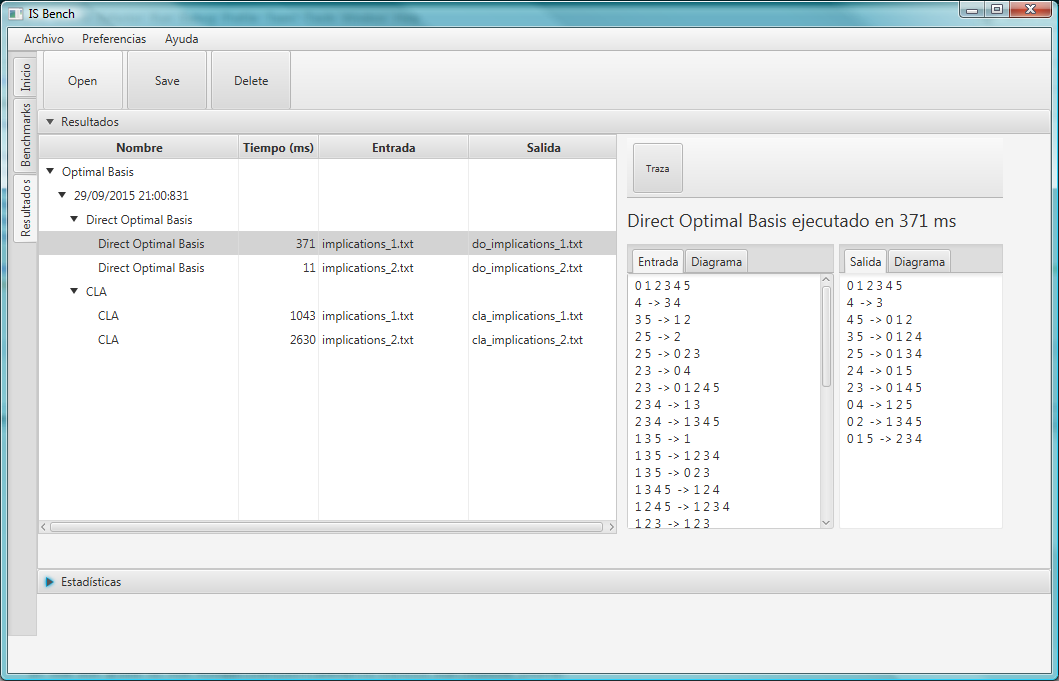 IS Bench
Archivo Preferencias Ayuda
Inicio
Benchmarks
Resultados
Open Save Delete
Resultados
Nombre Tiempo (ms) Entrada Salida
Optimal Basis
29/09/2015 21:00:831
Direct Optimal Basis
Direct Optimal Basis 371 implications_1.txt do_implications_1.txt
Direct Optimal Basis 11 implications_2.txt do_implications_2.txt
CLA
CLA 1043 implications_1.txt cla_implications_1.txt
CLA 2630 implications_2.txt cla_implications_2.txt
Traza
Direct Optimal Basis ejecutado en 371 ms
Entrada Diagrama
0 1 2 3 4 5
4 -> 3 4
3 5 -> 1 2
2 5 -> 2
2 5 -> 0 2 3
2 3 -> 0 4
2 3 -> 0 1 2 4 5
2 3 4 -> 1 3
2 3 4 -> 1 3 4 5
1 3 5 -> 1
1 3 5 -> 1 2 3 4
1 3 5 -> 0 2 3
1 3 4 5 -> 1 2 4
1 2 4 5 -> 1 2 3 4
1 2 3 -> 1 2 3
Salida Diagrama
0 1 2 3 4 5
4 -> 3
4 5 -> 0 1 2
3 5 -> 0 1 2 4
2 5 -> 0 1 3 4
2 4 -> 0 1 5
2 3 -> 0 1 4 5
0 4 -> 1 2 5
0 2 -> 1 3 4 5
0 1 5 -> 2 3 4
Estadísticas